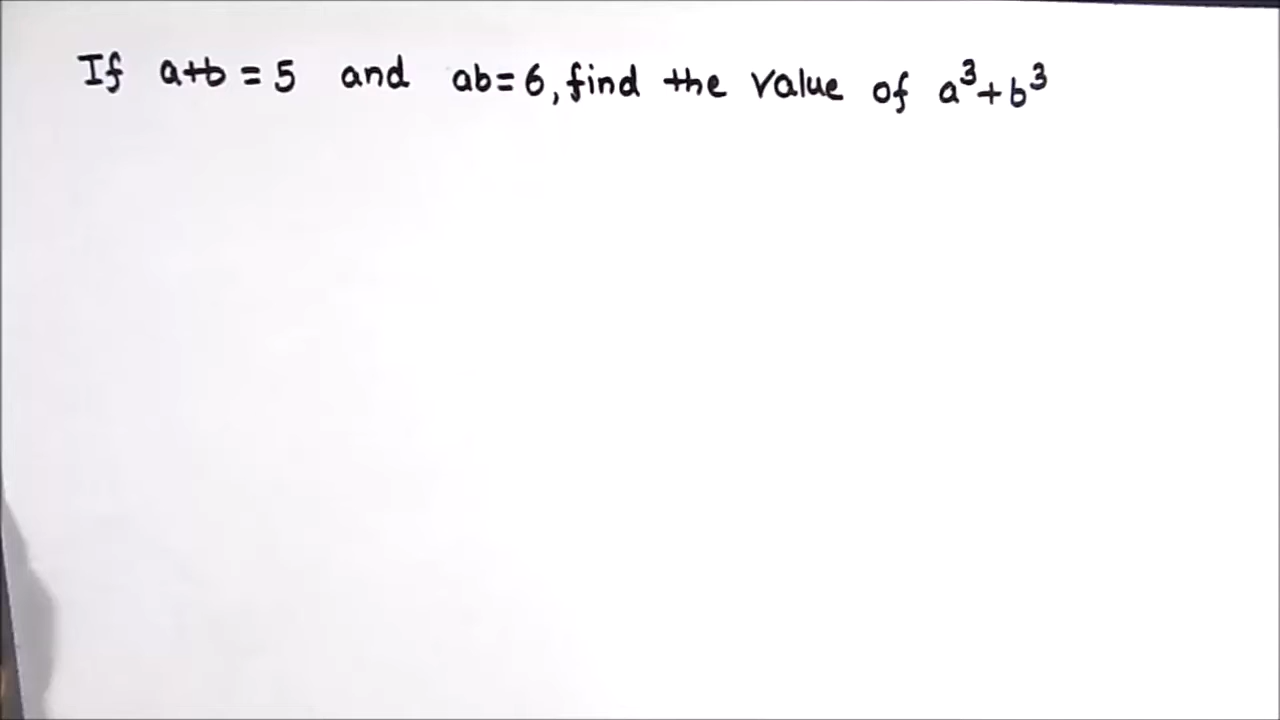 If a+b = 5 and ab=6, find the value of a³+b³